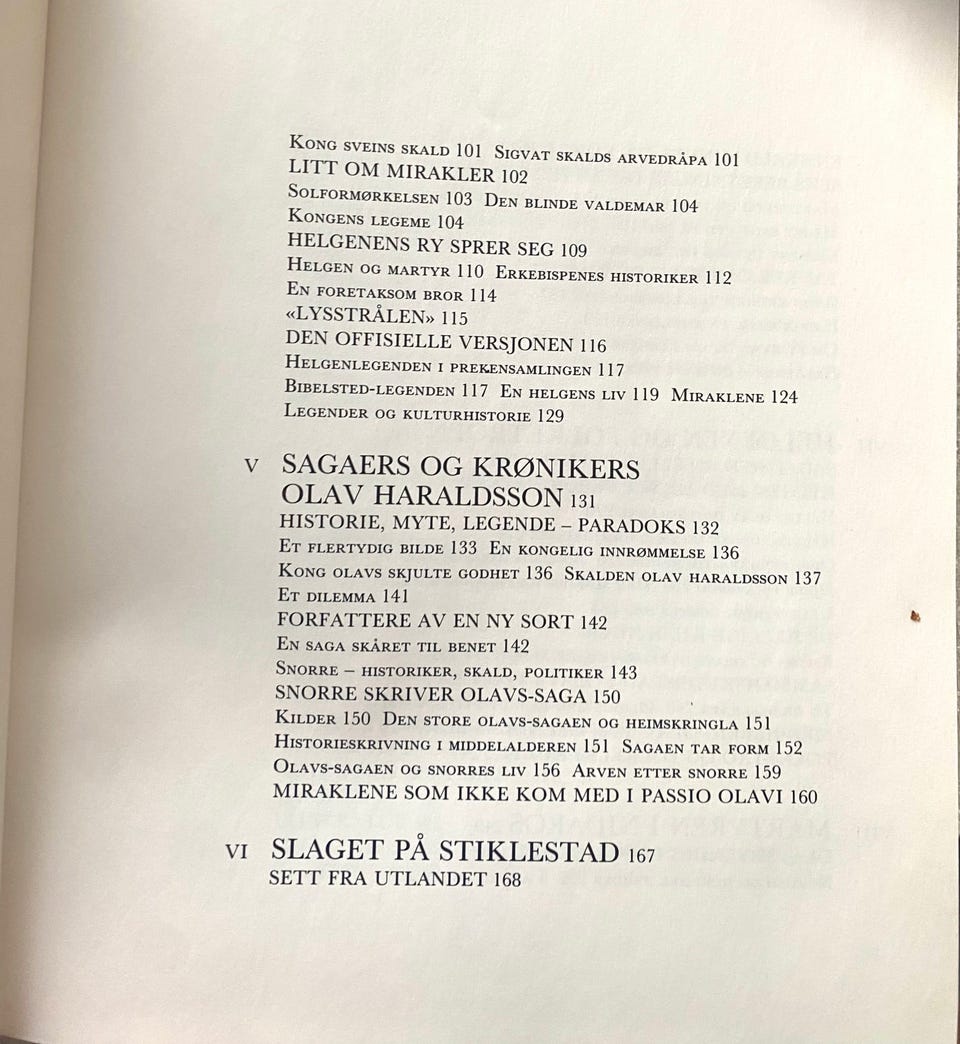 KONG SVEINS SKALD 101 SIGVAT SKALDS ARVEDRÅPA 101
LITT OM MIRAKLER 102
SOLFORMØRKELSEN 103 DEN BLINDE VALDEMAR 104
KONGENS LEGEME 104
HELGENENS RY SPRER SEG 109
HELGEN OG MARTYR 110 ERKEBISPENES HISTORIKER 112
EN FORETAKSOM BROR 114
«LYSSTRÅLEN» 115
DEN OFFISIELLE VERSJONEN 116
HELGENLEGENDEN I PREKENSAMLINGEN 117
BIBELSTED-LEGENDEN 117 EN HELGENS LIV 119 MIRAKLENE 124
LEGENDER OG KULTURHISTORIE 129
V SAGAERS OG KRØNIKERS
OLAV HARALDSSON 131
HISTORIE, MYTE, LEGENDE – PARADOKS 132
ET FLERTYDIG BILDE 133 EN KONGELIG INNRØMMELSE 136
KONG OLAVS SKJULTE GODHET 136 SKALDEN OLAV HARALDSSON 137
ET DILEMMA 141
FORFATTERE AV EN NY SORT 142
EN SAGA SKÅRET TIL BENET 142
SNORRE – HISTORIKER, SKALD, POLITIKER 143
SNORRE SKRIVER OLAVS-SAGA 150
KILDER 150 DEN STORE OLAVS-SAGAEN OG HEIMSKRINGLA 151
HISTORIESKRIVNING I MIDDELALDEREN 151 SAGAEN TAR FORM 152
OLAVS-SAGAEN OG SNORRES LIV 156 ARVEN ETTER SNORRE 159
MIRAKLENE SOM IKKE KOM MED I PASSIO OLAVI 160
VI SLAGET PÅ STIKLESTAD 167
SETT FRA UTLANDET 168